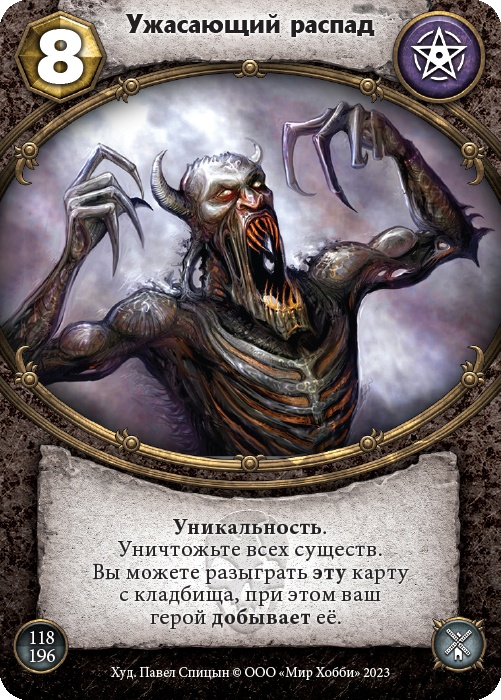 Ужасающий распад
8
Уникальность.
Уничтожьте всех существ.
Вы можете разыграть эту карту
с кладбища, при этом ваш
герой добывает её.
118
196
Худ. Павел Спицын © ООО «Мир Хобби» 2023